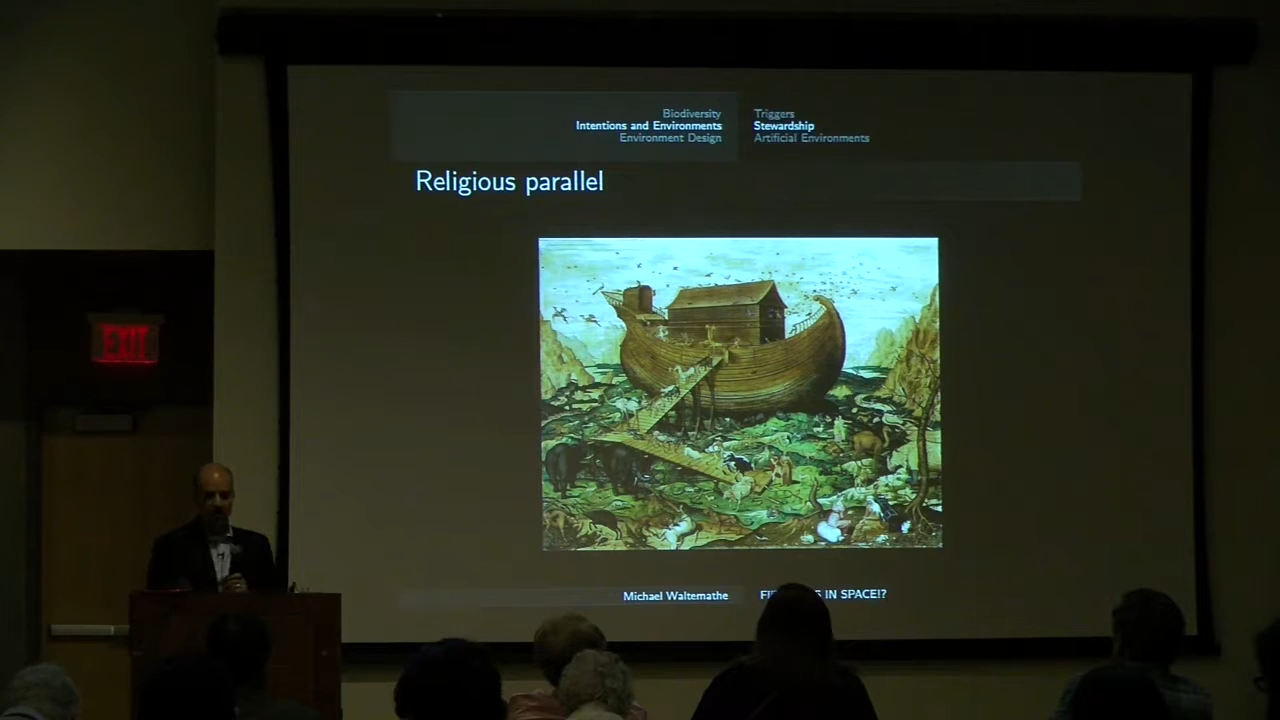 Biodiversity
Intentions and Environments
Environment Design
Triggers
Stewardship
Artificial Environments
Religious parallel
EXIT
Michael Waltemathe
IN SPACE!?